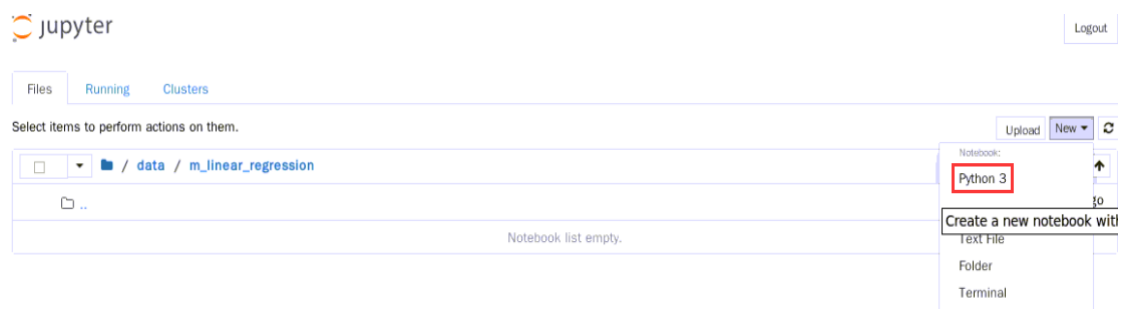 jupyter
Logout
Files Running Clusters
Select items to perform actions on them.
Upload New
/ data / m_linear_regression
Notebook:
Python 3
..
go
Create a new notebook with
Notebook list empty.
Text File
Folder
Terminal